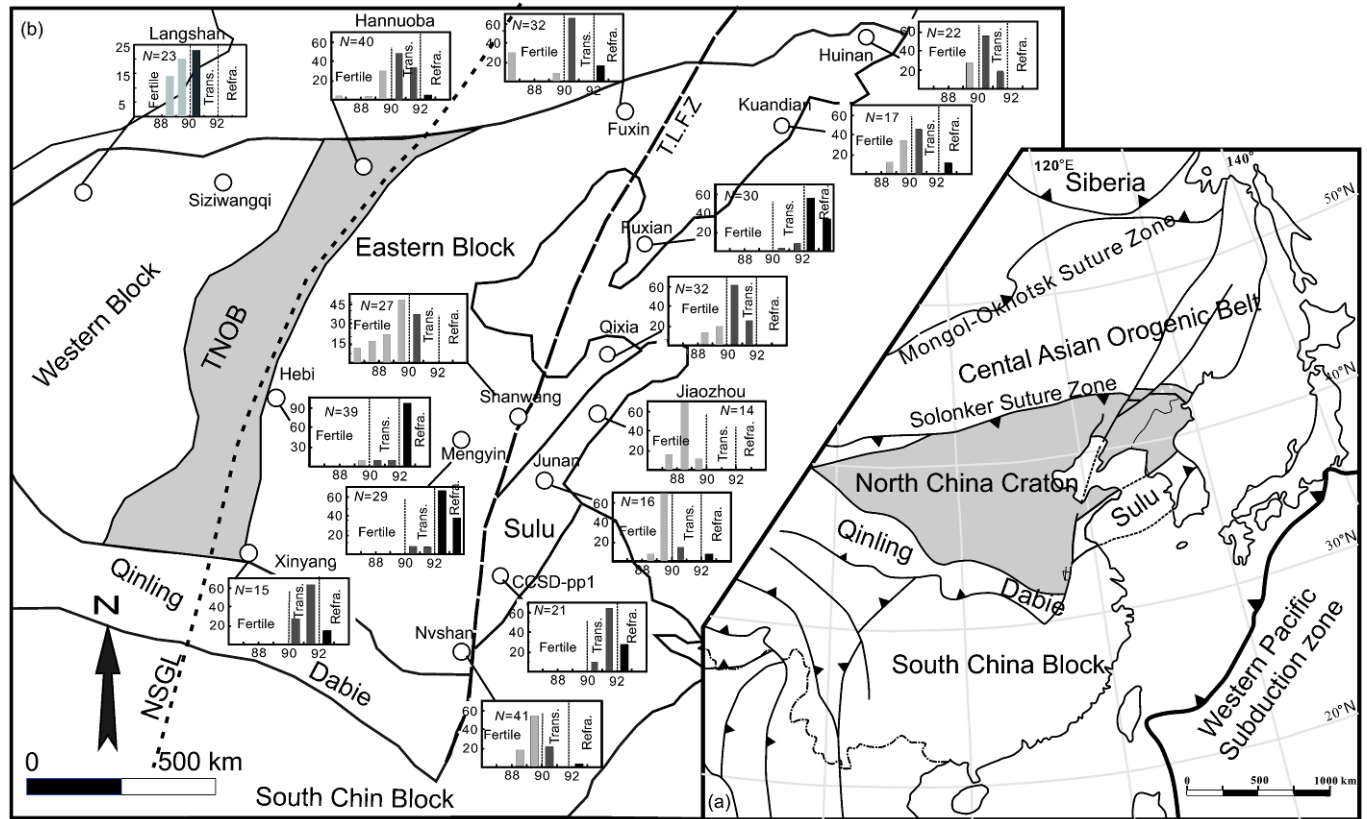 (b)
Langshan
25
15
5
N=23
Fertile
Trans.
Refra.
88 90 92
Hannuoba
60
40
20
N=40
Fertile
Trans.
Refra.
88 90 92
60
40
20
N=32
Fertile
Trans.
Refra.
88 90 92
Huinan
60
40
20
N=22
Fertile
Trans.
Refra.
88 90 92
Kuandian
60
40
20
N=17
Fertile
Trans.
Refra.
88 90 92
Fuxin
T.L.F.Z
Siziwangqi
Eastern Block
Western Block
TNOB
Fuxian
60
40
20
N=30
Fertile
Trans.
Refra.
88 90 92
45
30
15
N=27
Fertile
Trans.
Refra.
88 90 92
Qixia
60
40
20
N=32
Fertile
Trans.
Refra.
88 90 92
Hebi
90
60
30
N=39
Fertile
Trans.
Refra.
88 90 92
Shanwang
Mengyin
60
40
20
N=29
Fertile
Trans.
Refra.
88 90 92
Jiaozhou
60
40
20
N=14
Fertile
Trans.
Refra.
88 90 92
Junan
60
40
20
N=16
Fertile
Trans.
Refra.
88 90 92
Sulu
Xinyang
60
40
20
N=15
Fertile
Trans.
Refra.
88 90 92
CCSD-pp1
60
40
20
N=21
Fertile
Trans.
Refra.
88 90 92
Nvshan
60
40
20
N=41
Fertile
Trans.
Refra.
88 90 92
Qinling
Dabie
NSGL
N
0 500 km
South Chin Block
(a)
120°E
140°
50°N
40°N
30°N
20°N
Siberia
Mongol-Okhotsk Suture Zone
Cental Asian Orogenic Belt
Solonker Suture Zone
North China Craton
Sulu
Qinling
Dabie
South China Block
Western Pacific
Subduction zone
0 500 1000 km